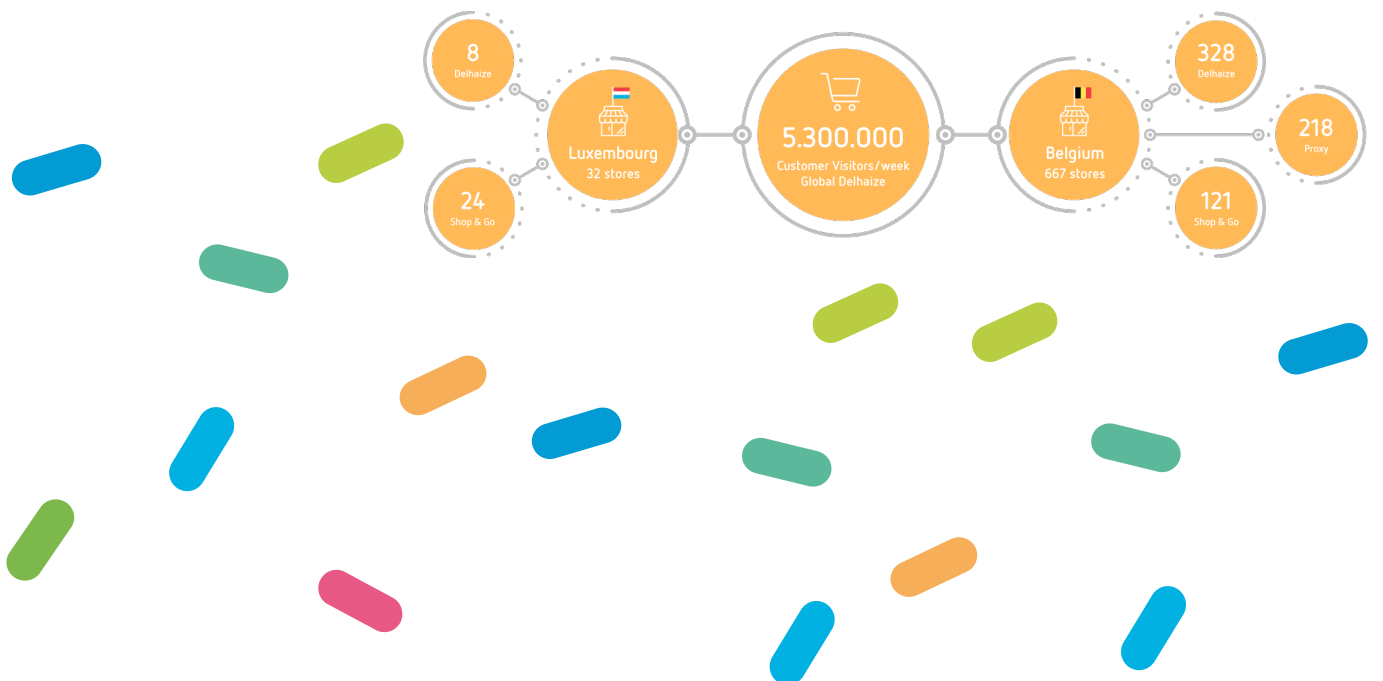 8
Delhaize
24
Shop & Go
Luxembourg
32 stores
5.300.000
Customer Visitors/week
Global Delhaize
Belgium
667 stores
328
Delhaize
218
Proxy
121
Shop & Go